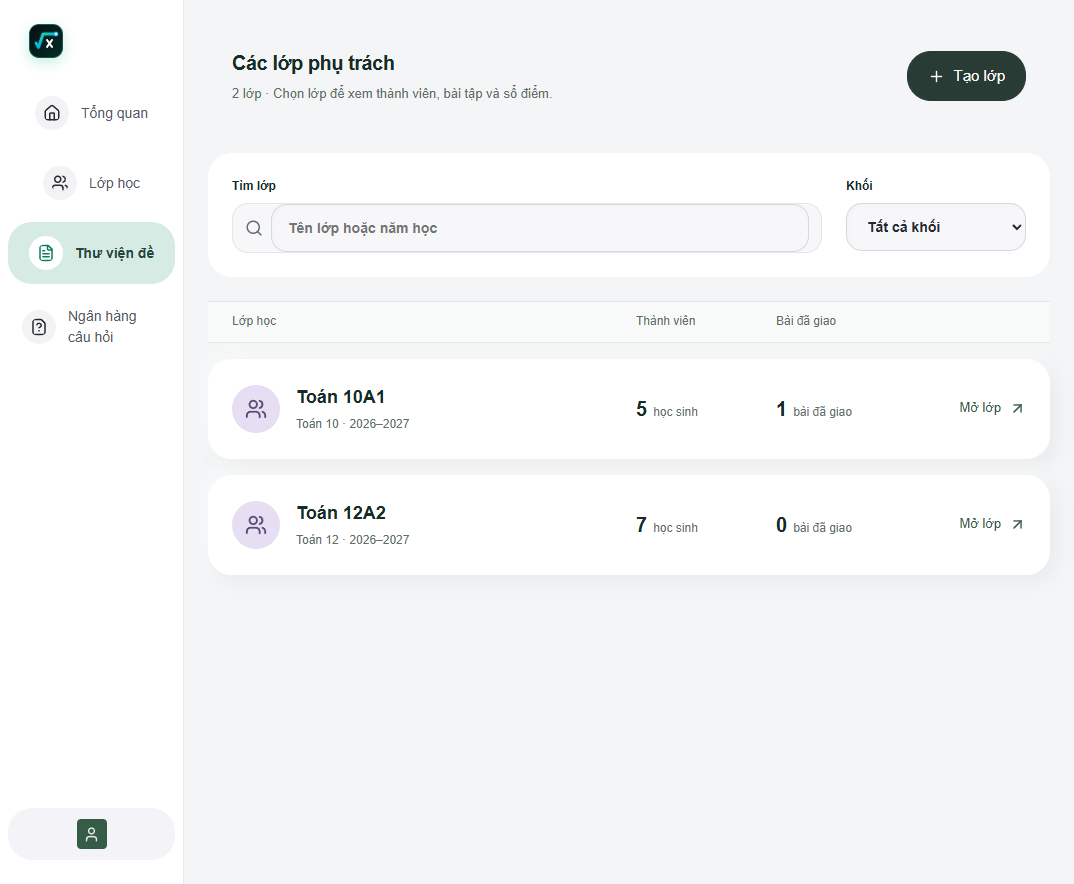 √x
Tổng quan
Lớp học
Thư viện đề
Ngân hàng
câu hỏi
Các lớp phụ trách
2 lớp · Chọn lớp để xem thành viên, bài tập và sổ điểm.
+ Tạo lớp
Tìm lớp
Tên lớp hoặc năm học
Khối
Tất cả khối
Lớp học
Thành viên
Bài đã giao
Toán 10A1
Toán 10 · 2026–2027
5 học sinh
1 bài đã giao
Mở lớp
Toán 12A2
Toán 12 · 2026–2027
7 học sinh
0 bài đã giao
Mở lớp